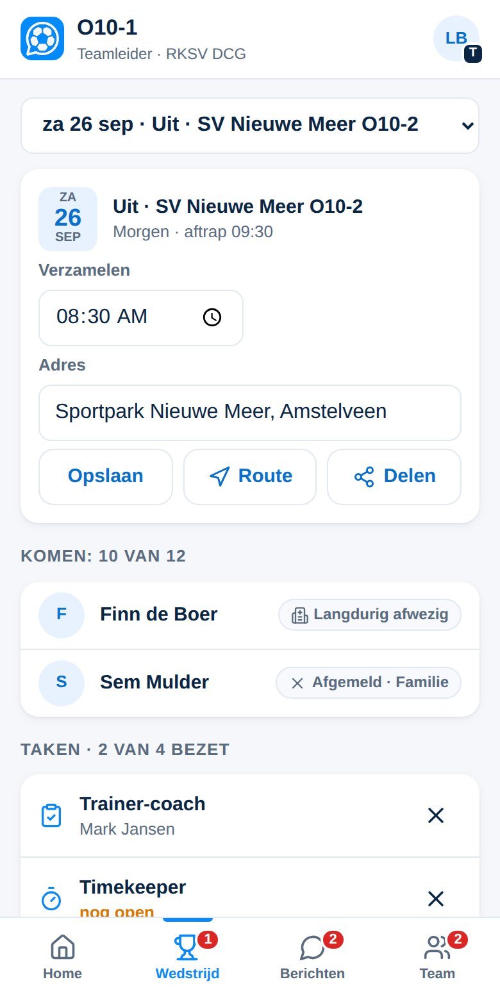 O10-1
Teamleider · RKSV DCG
LB
T
za 26 sep · Uit · SV Nieuwe Meer O10-2
ZA
26
SEP
Uit · SV Nieuwe Meer O10-2
Morgen · aftrap 09:30
Verzamelen
08:30 AM
Adres
Sportpark Nieuwe Meer, Amstelveen
Opslaan
Route
Delen
KOMEN: 10 VAN 12
F
Finn de Boer
Langdurig afwezig
S
Sem Mulder
Afgemeld · Familie
TAKEN · 2 VAN 4 BEZET
Trainer-coach
Mark Jansen
Timekeeper
nog open
1
2
2
Home
Wedstrijd
Berichten
Team